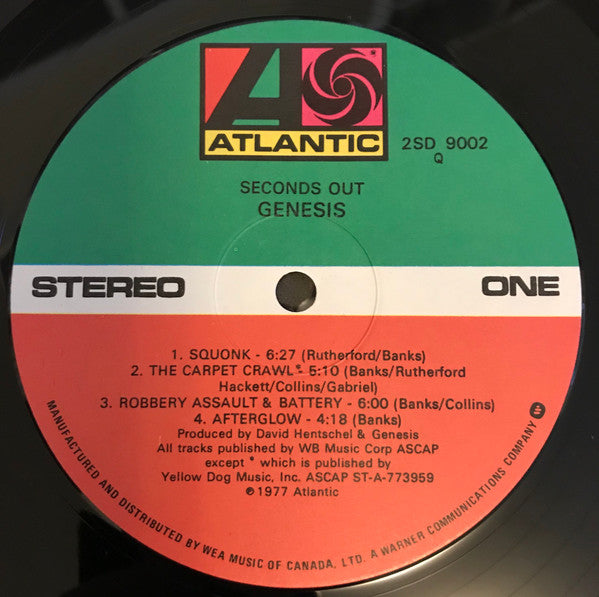 ATLANTIC
2SD 9002
Q
SECONDS OUT
GENESIS
STEREO
ONE
1. SQUONK - 6:27 (Rutherford/Banks)
2. THE CARPET CRAWL* - 5:10 (Banks/Rutherford
Hackett/Collins/Gabriel)
3. ROBBERY ASSAULT & BATTERY - 6:00 (Banks/Collins)
4. AFTERGLOW - 4:18 (Banks)
Produced by David Hentschel & Genesis
All tracks published by WB Music Corp ASCAP
except * which is published by
Yellow Dog Music, Inc. ASCAP ST-A-773959
℗ 1977 Atlantic
MANUFACTURED AND DISTRIBUTED BY WEA MUSIC OF CANADA, LTD. A WARNER COMMUNICATIONS COMPANY